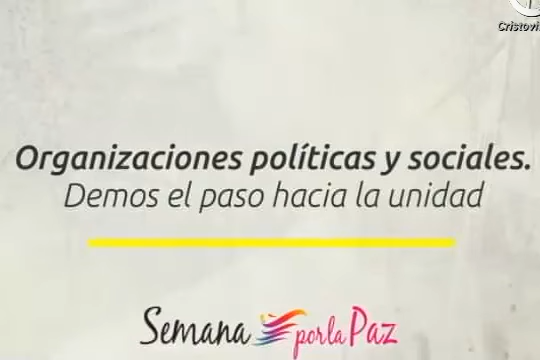 Organizaciones políticas y sociales.
Demos el paso hacia la unidad
Semana por la Paz